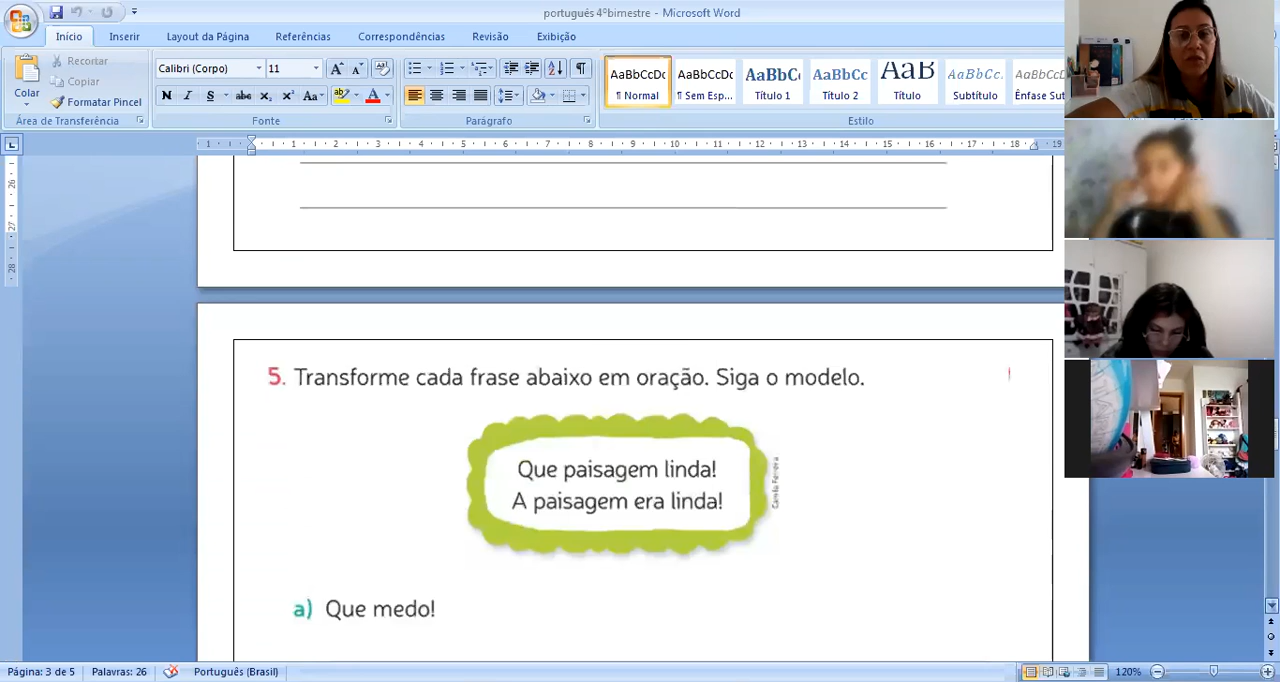 português 4ºbimestre - Microsoft Word
Início
Inserir
Layout da Página
Referências
Correspondências
Revisão
Exibição
Colar
Recortar
Copiar
Formatar Pincel
Área de Transferência
Calibri (Corpo)
11
Fonte
Parágrafo
AaBbCcDc
¶ Normal
AaBbCcDc
¶ Sem Esp...
AaBbC
Título 1
AaBbCc
Título 2
AaB
Título
AaBbCc.
Subtítulo
AaBbCcD
Ênfase Sut
Estilo
5. Transforme cada frase abaixo em oração. Siga o modelo.
Que paisagem linda!
A paisagem era linda!
Camila Ferreira
a) Que medo!
Página: 3 de 5
Palavras: 26
Português (Brasil)
120%